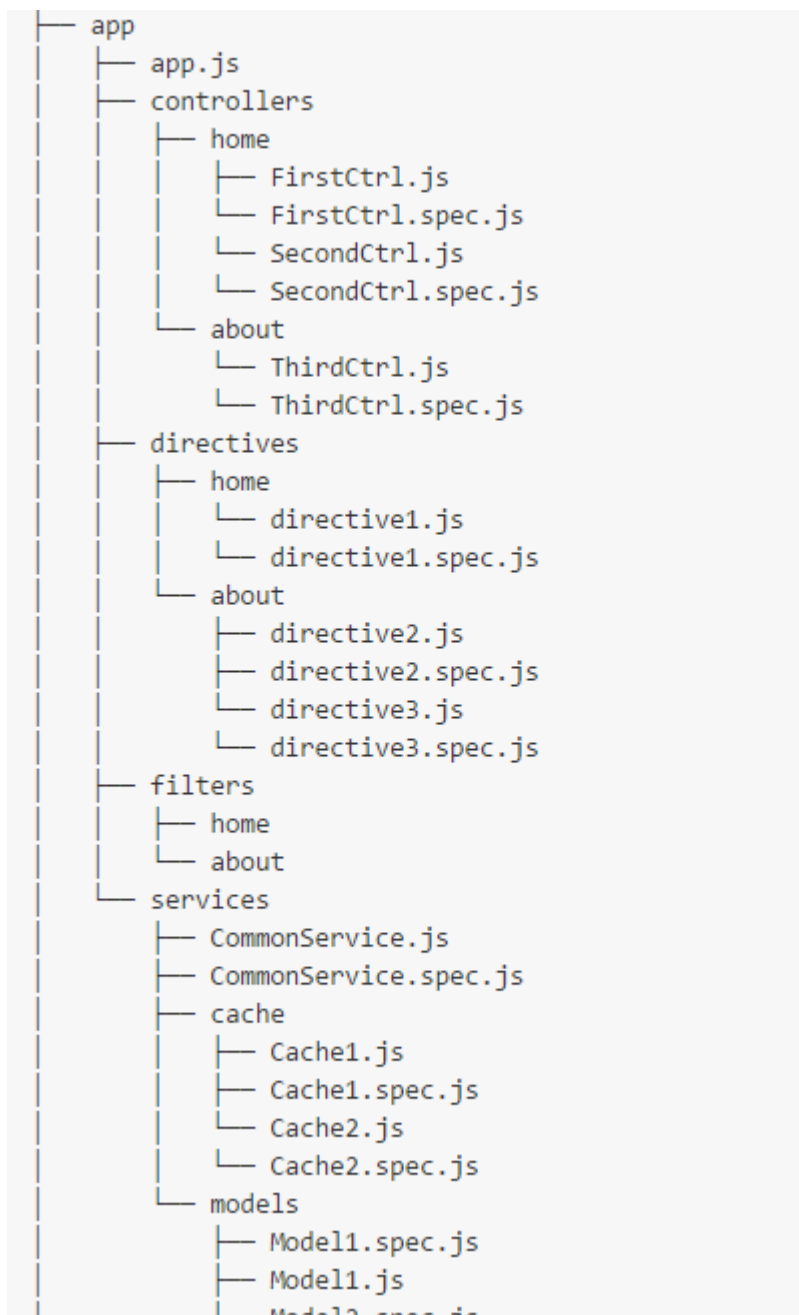 ├── app
│   ├── app.js
│   ├── controllers
│   │   ├── home
│   │   │   ├── FirstCtrl.js
│   │   │   └── FirstCtrl.spec.js
│   │   │   └── SecondCtrl.js
│   │   │   └── SecondCtrl.spec.js
│   │   └── about
│   │       └── ThirdCtrl.js
│   │       └── ThirdCtrl.spec.js
│   ├── directives
│   │   ├── home
│   │   │   └── directive1.js
│   │   │   └── directive1.spec.js
│   │   └── about
│   │       ├── directive2.js
│   │       ├── directive2.spec.js
│   │       └── directive3.js
│   │       └── directive3.spec.js
│   ├── filters
│   │   ├── home
│   │   └── about
│   └── services
│       ├── CommonService.js
│       ├── CommonService.spec.js
│       ├── cache
│       │   ├── Cache1.js
│       │   ├── Cache1.spec.js
│       │   └── Cache2.js
│       │   └── Cache2.spec.js
│       └── models
│           ├── Model1.spec.js
│           ├── Model1.js